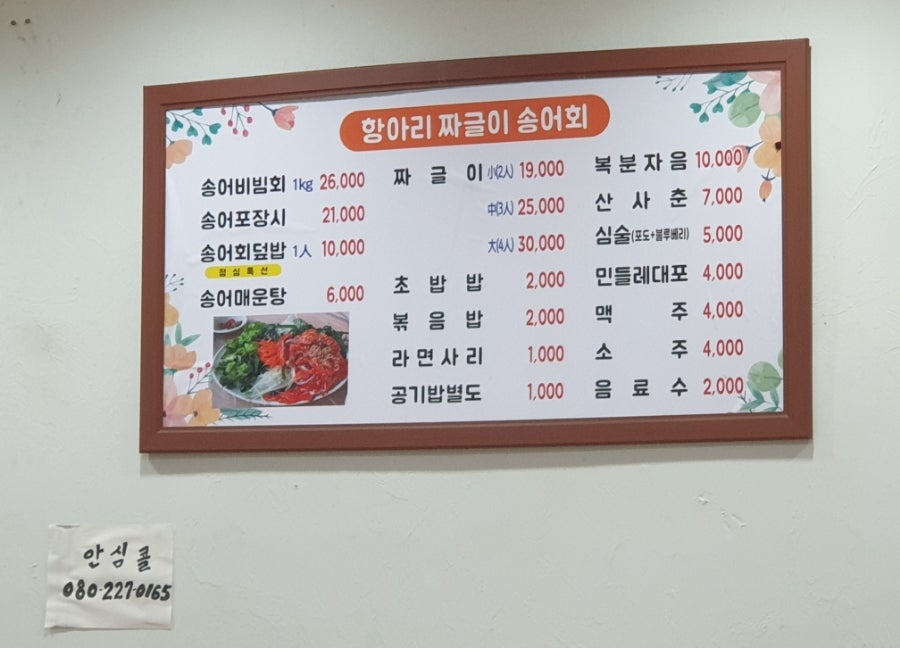 항아리 짜글이 송어회
송어비빔회 1kg 26,000
송어포장시 21,000
송어회덮밥 1人 10,000
점심특선
송어매운탕 6,000
짜글이 小(2人) 19,000
中(3人) 25,000
大(4人) 30,000
초밥밥 2,000
볶음밥 2,000
라면사리 1,000
공기밥별도 1,000
복분자음 10,000
산사춘 7,000
심술(포도+블루베리) 5,000
민들레대포 4,000
맥주 4,000
소주 4,000
음료수 2,000
안심콜
080-227-0165